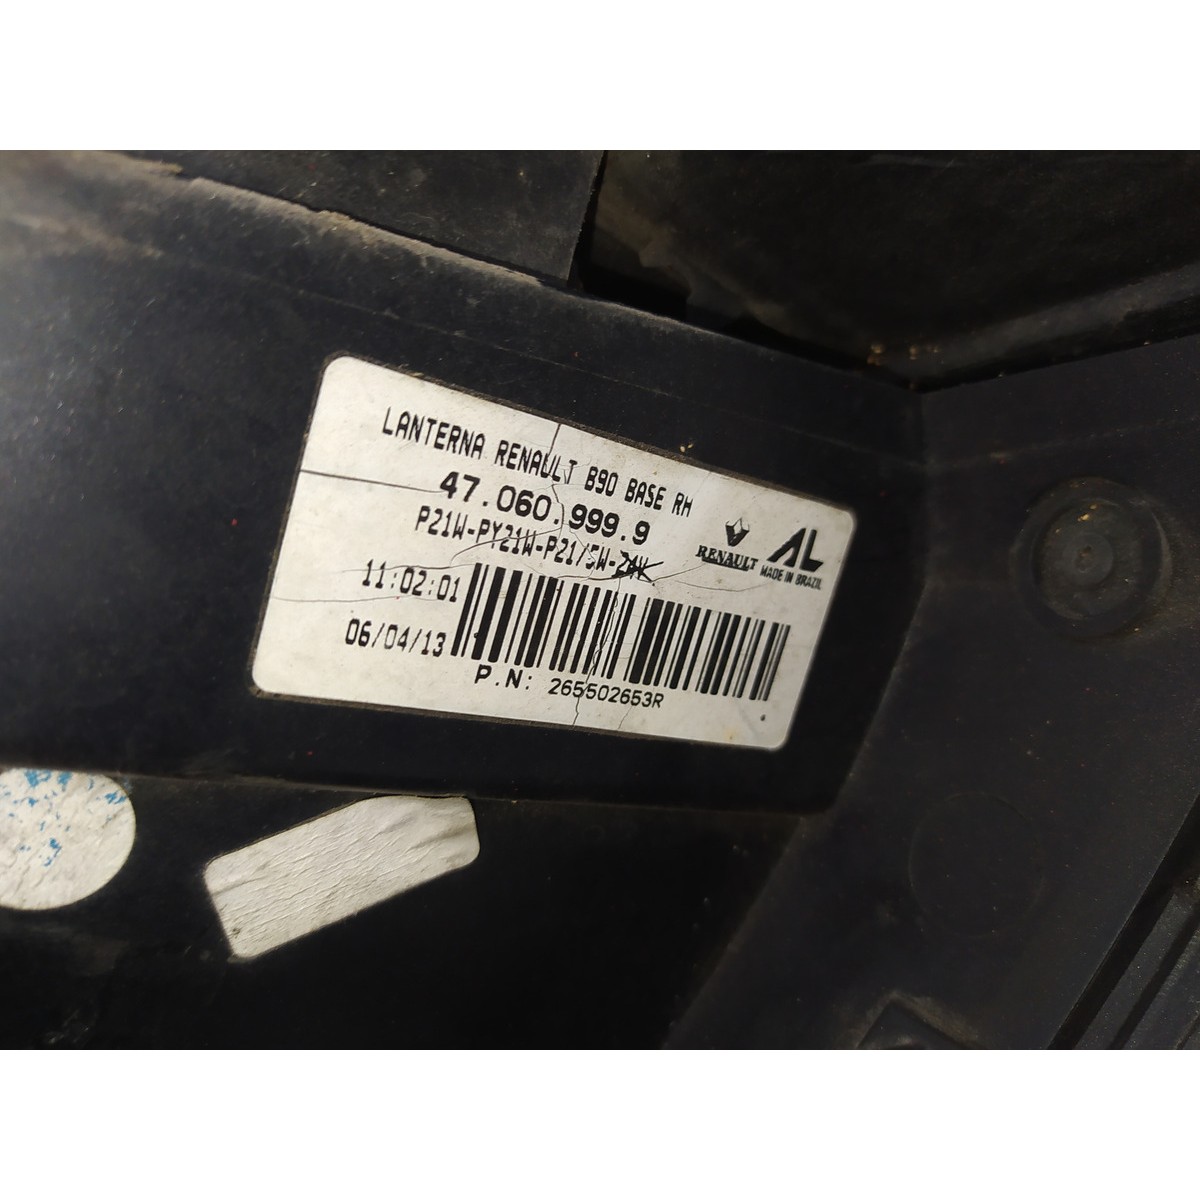 LANTERNA RENAULT B90 BASE RH
47.060.999.9
P21W-PY21W-P21/5W-24V
RENAULT
AL
MADE IN BRAZIL
11:02:01
06/04/13
P.N: 265502653R